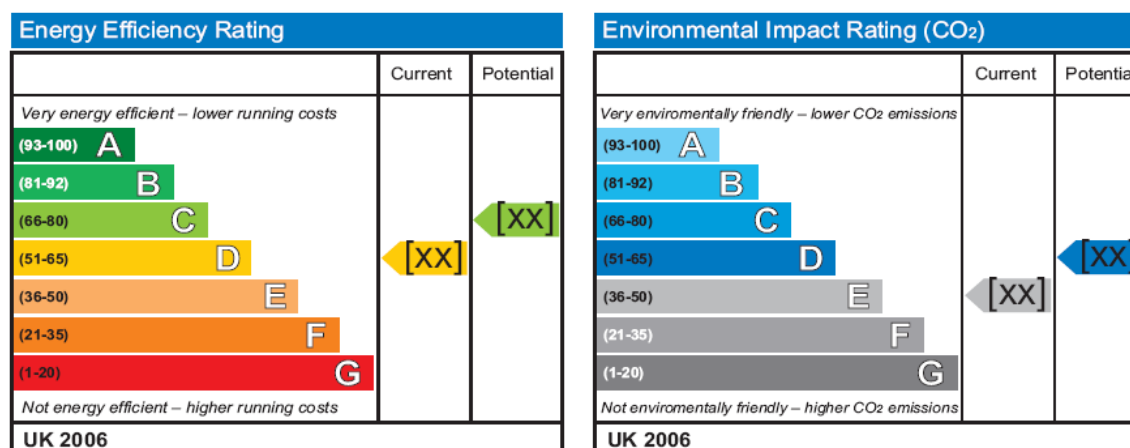 Energy Efficiency Rating
Current Potential
Very energy efficient – lower running costs
(93-100) A
(81-92) B
(66-80) C [XX]
(51-65) D [XX]
(36-50) E
(21-35) F
(1-20) G
Not energy efficient – higher running costs
UK 2006
Environmental Impact Rating (CO2)
Current Potentia
Very enviromentally friendly – lower CO2 emissions
(93-100) A
(81-92) B
(66-80) C
(51-65) D [XX]
(36-50) E [XX]
(21-35) F
(1-20) G
Not enviromentally friendly – higher CO2 emissions
UK 2006